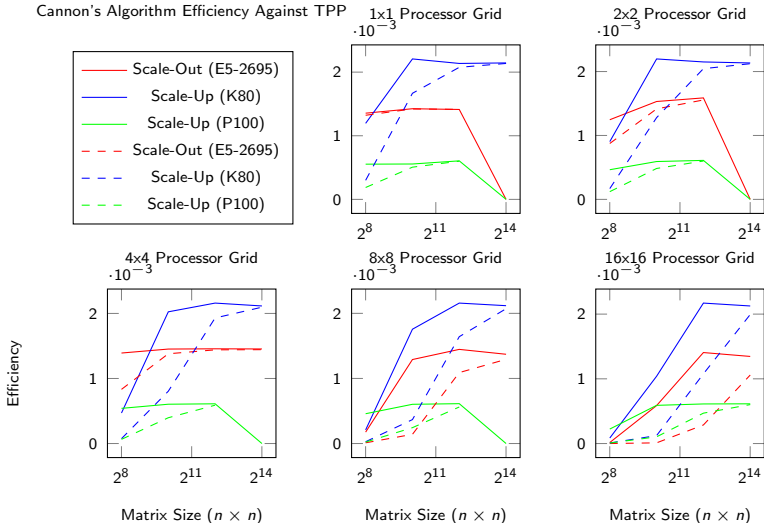 Cannon's Algorithm Efficiency Against TPP
Scale-Out (E5-2695)
Scale-Up (K80)
Scale-Up (P100)
Scale-Out (E5-2695)
Scale-Up (K80)
Scale-Up (P100)
1x1 Processor Grid
·10⁻³
2
1
0
2⁸ 2¹¹ 2¹⁴
2x2 Processor Grid
·10⁻³
2
1
0
2⁸ 2¹¹ 2¹⁴
4x4 Processor Grid
·10⁻³
2
1
0
2⁸ 2¹¹ 2¹⁴
Efficiency
Matrix Size (n × n)
8x8 Processor Grid
·10⁻³
2
1
0
2⁸ 2¹¹ 2¹⁴
Matrix Size (n × n)
16x16 Processor Grid
·10⁻³
2
1
0
2⁸ 2¹¹ 2¹⁴
Matrix Size (n × n)